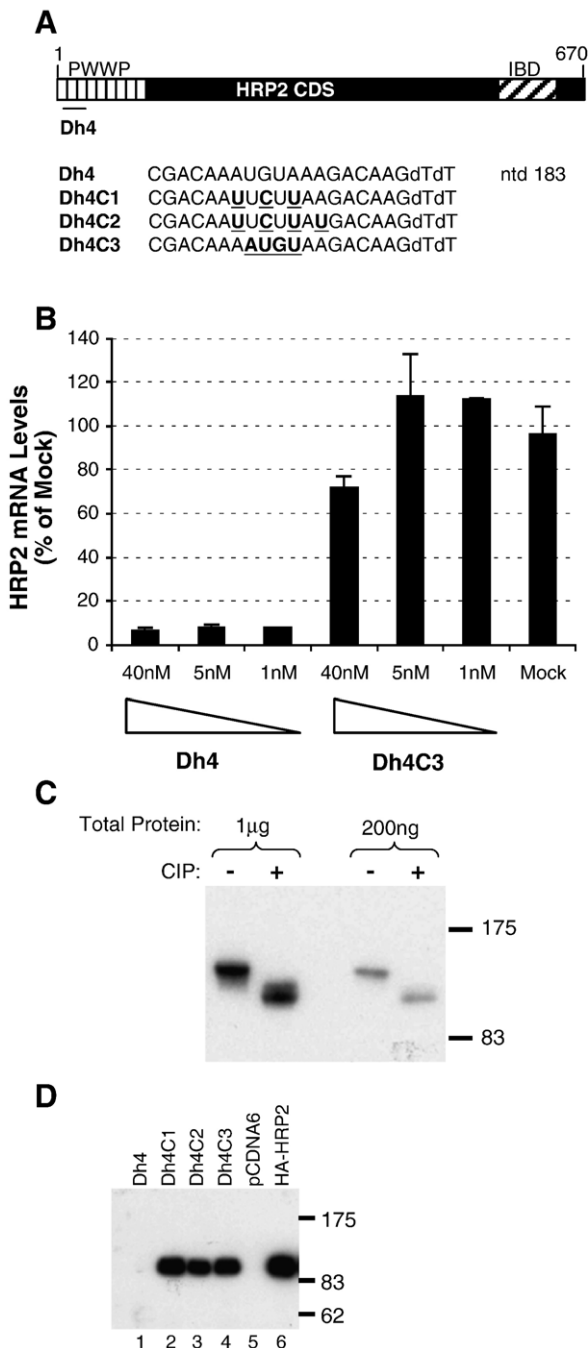 A
1 670
PWWP IBD
HRP2 CDS
Dh4
Dh4 CGACAAAUGUAAAGACAAGdTdT ntd 183
Dh4C1 CGACAAAUUCUUAAGACAAGdTdT
Dh4C2 CGACAAAUUCUUAUGACAAGdTdT
Dh4C3 CGACAAAAUGUAAGACAAGdTdT
B
140
120
100
80
60
40
20
0
HRP2 mRNA Levels
(% of Mock)
40nM 5nM 1nM 40nM 5nM 1nM Mock
Dh4 Dh4C3
C
Total Protein: 1µg 200ng
CIP: - + - +
175
83
D
Dh4 Dh4C1 Dh4C2 Dh4C3 pCDNA6 HA-HRP2
175
83
62
1 2 3 4 5 6